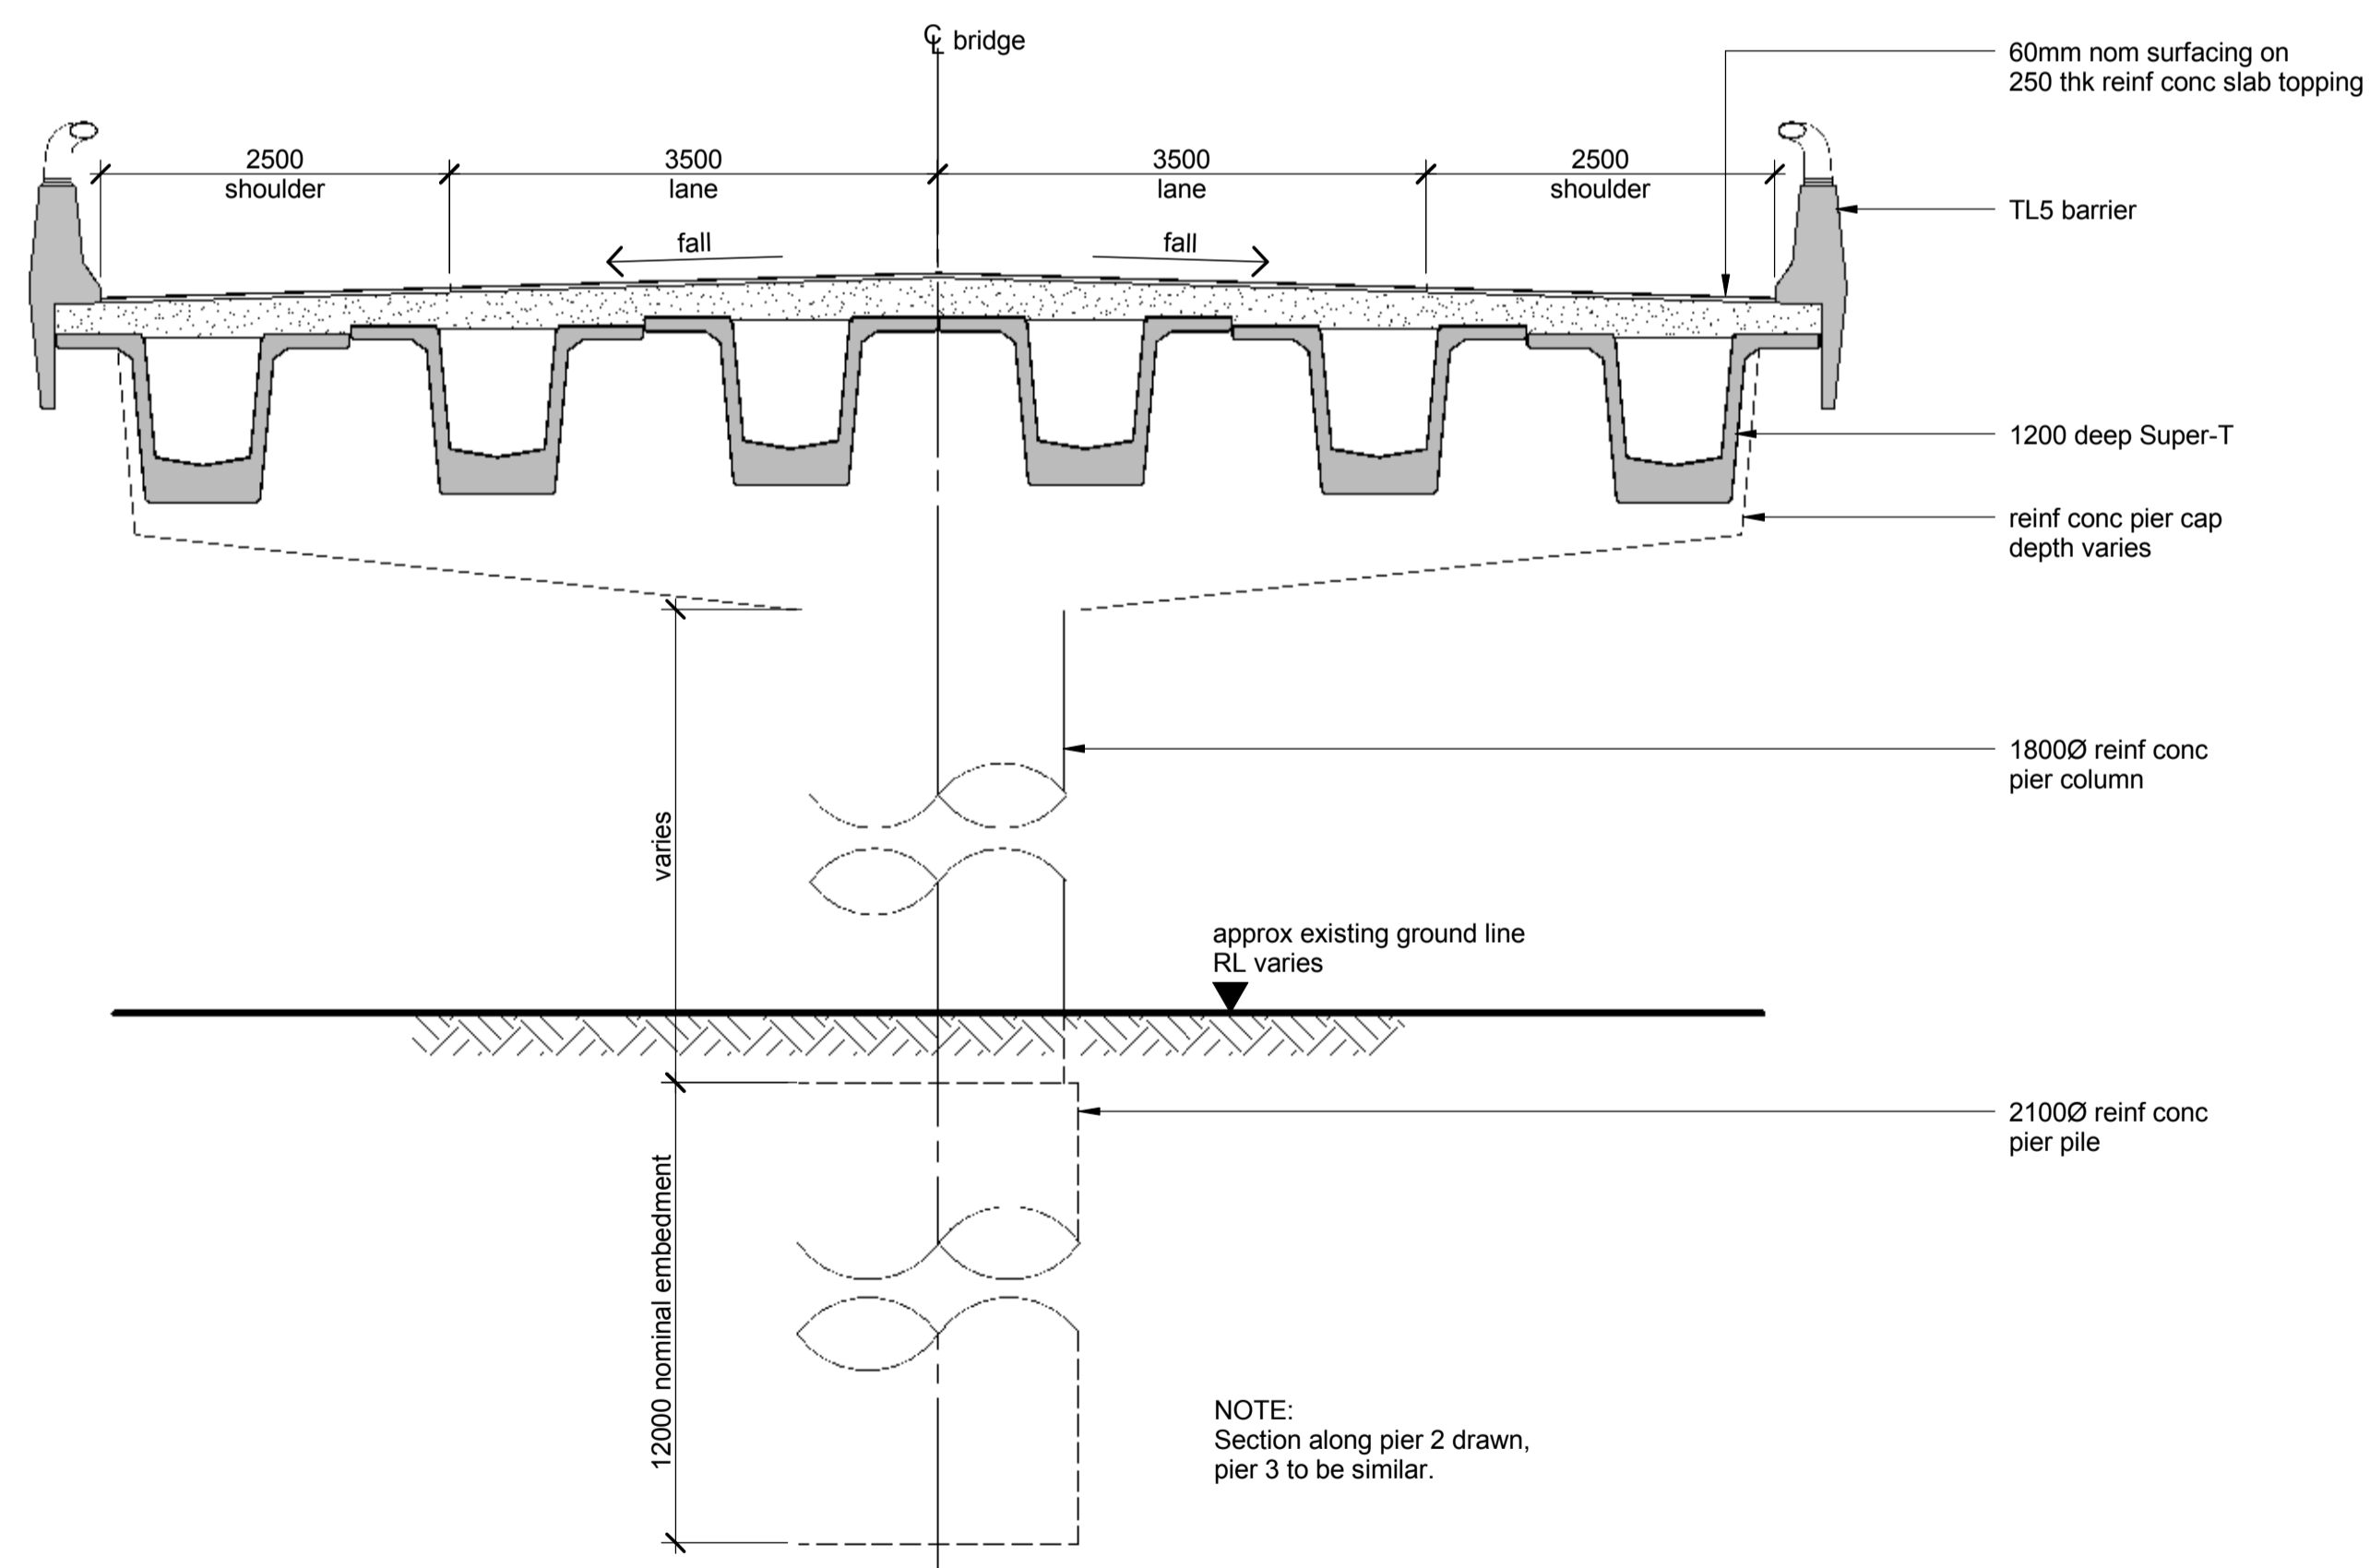 ℄ bridge
60mm nom surfacing on
250 thk reinf conc slab topping
2500
shoulder
3500
lane
3500
lane
2500
shoulder
TL5 barrier
fall
fall
1200 deep Super-T
reinf conc pier cap
depth varies
1800Ø reinf conc
pier column
varies
approx existing ground line
RL varies
2100Ø reinf conc
pier pile
12000 nominal embedment
NOTE:
Section along pier 2 drawn,
pier 3 to be similar.